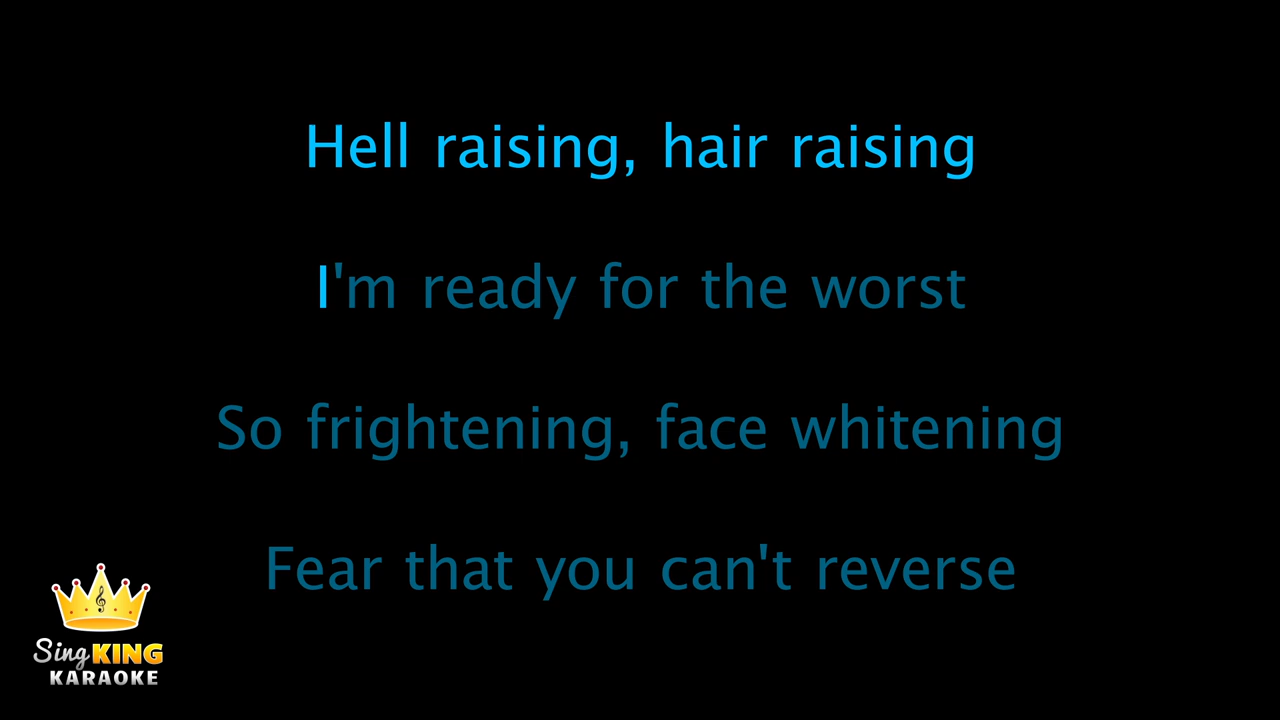 Hell raising, hair raising
I'm ready for the worst
So frightening, face whitening
Fear that you can't reverse
Sing KING
KARAOKE